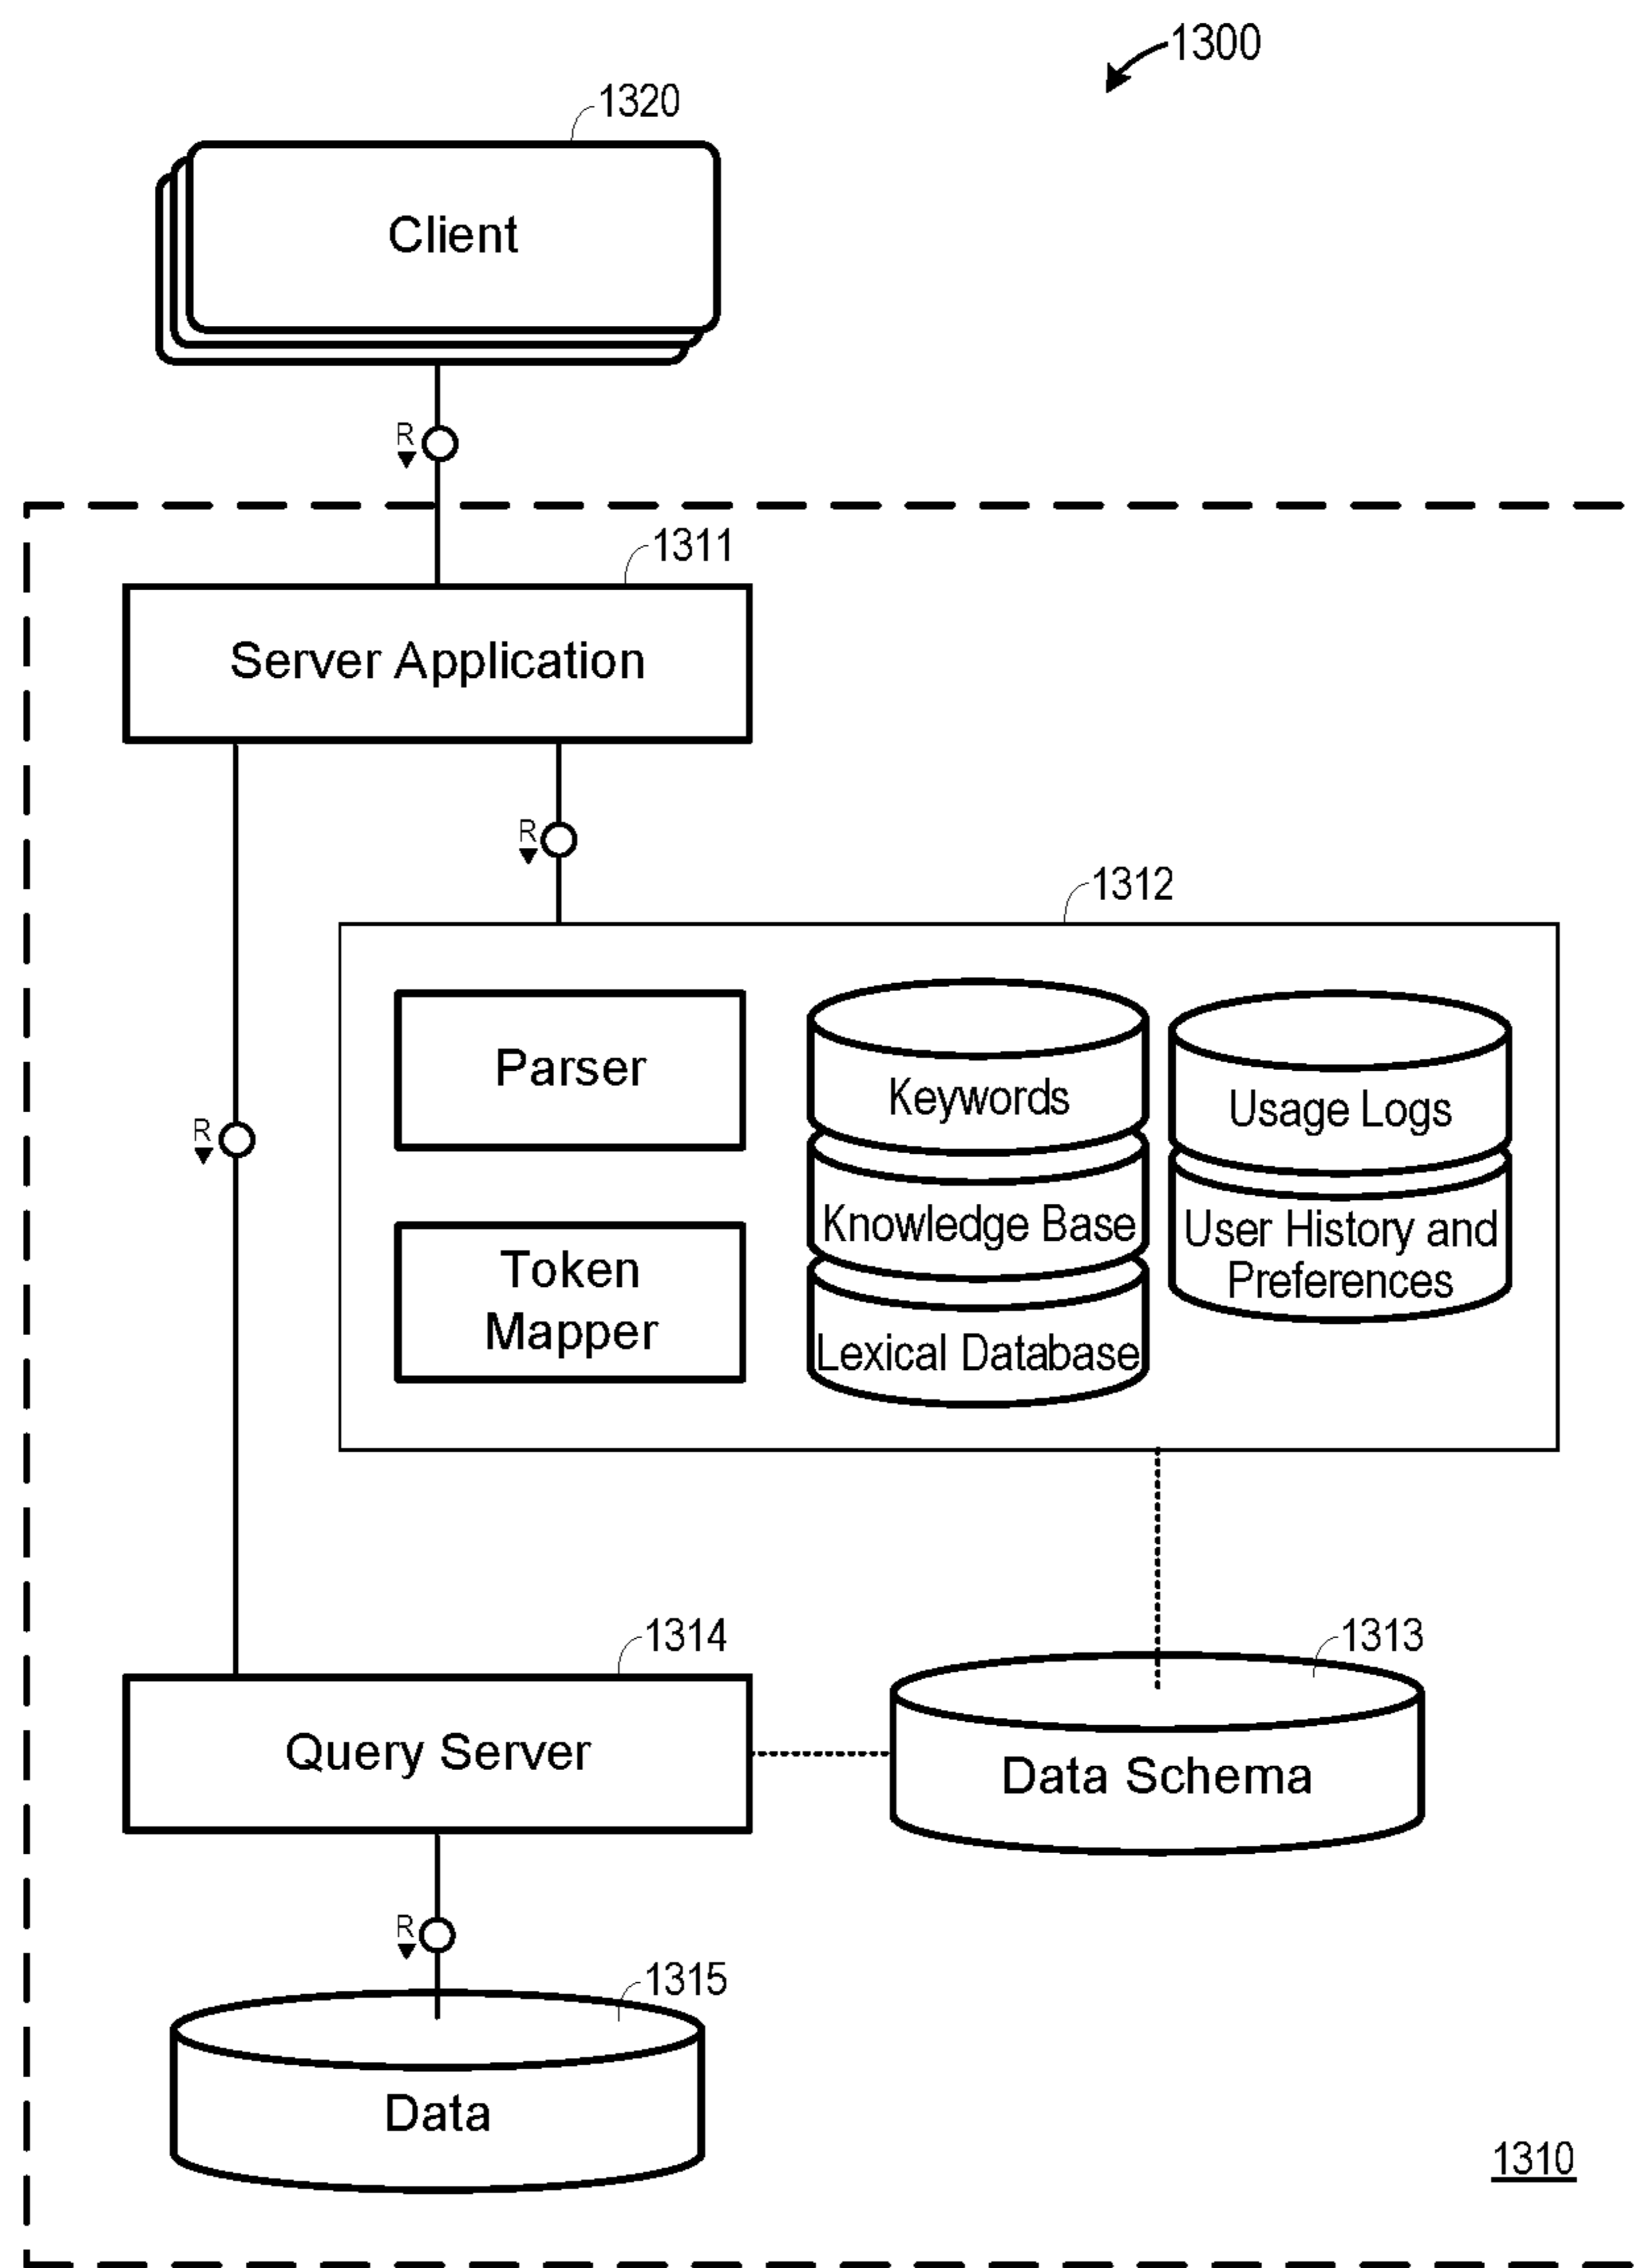 1300
1320
Client
R
1311
Server Application
R
1312
Parser
Keywords
Usage Logs
R
Knowledge Base
User History and
Preferences
Token
Mapper
Lexical Database
1314
1313
Query Server
Data Schema
R
1315
Data
1310